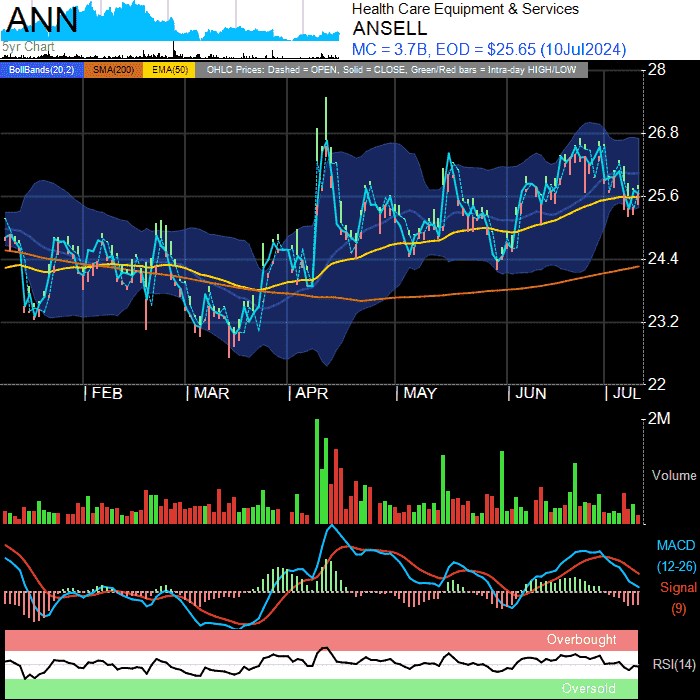 ANN
Health Care Equipment & Services
ANSELL
5yr Chart
MC = 3.7B, EOD = $25.65 (10Jul2024)
BollBands(20,2) SMA(200) EMA(50) OHLC Prices: Dashed = OPEN, Solid = CLOSE, Green/Red bars = Intra-day HIGH/LOW
28
26.8
25.6
24.4
23.2
22
| FEB | MAR | APR | MAY | JUN | JUL
2M
Volume
MACD
(12-26)
Signal
(9)
Overbought
RSI(14)
Oversold